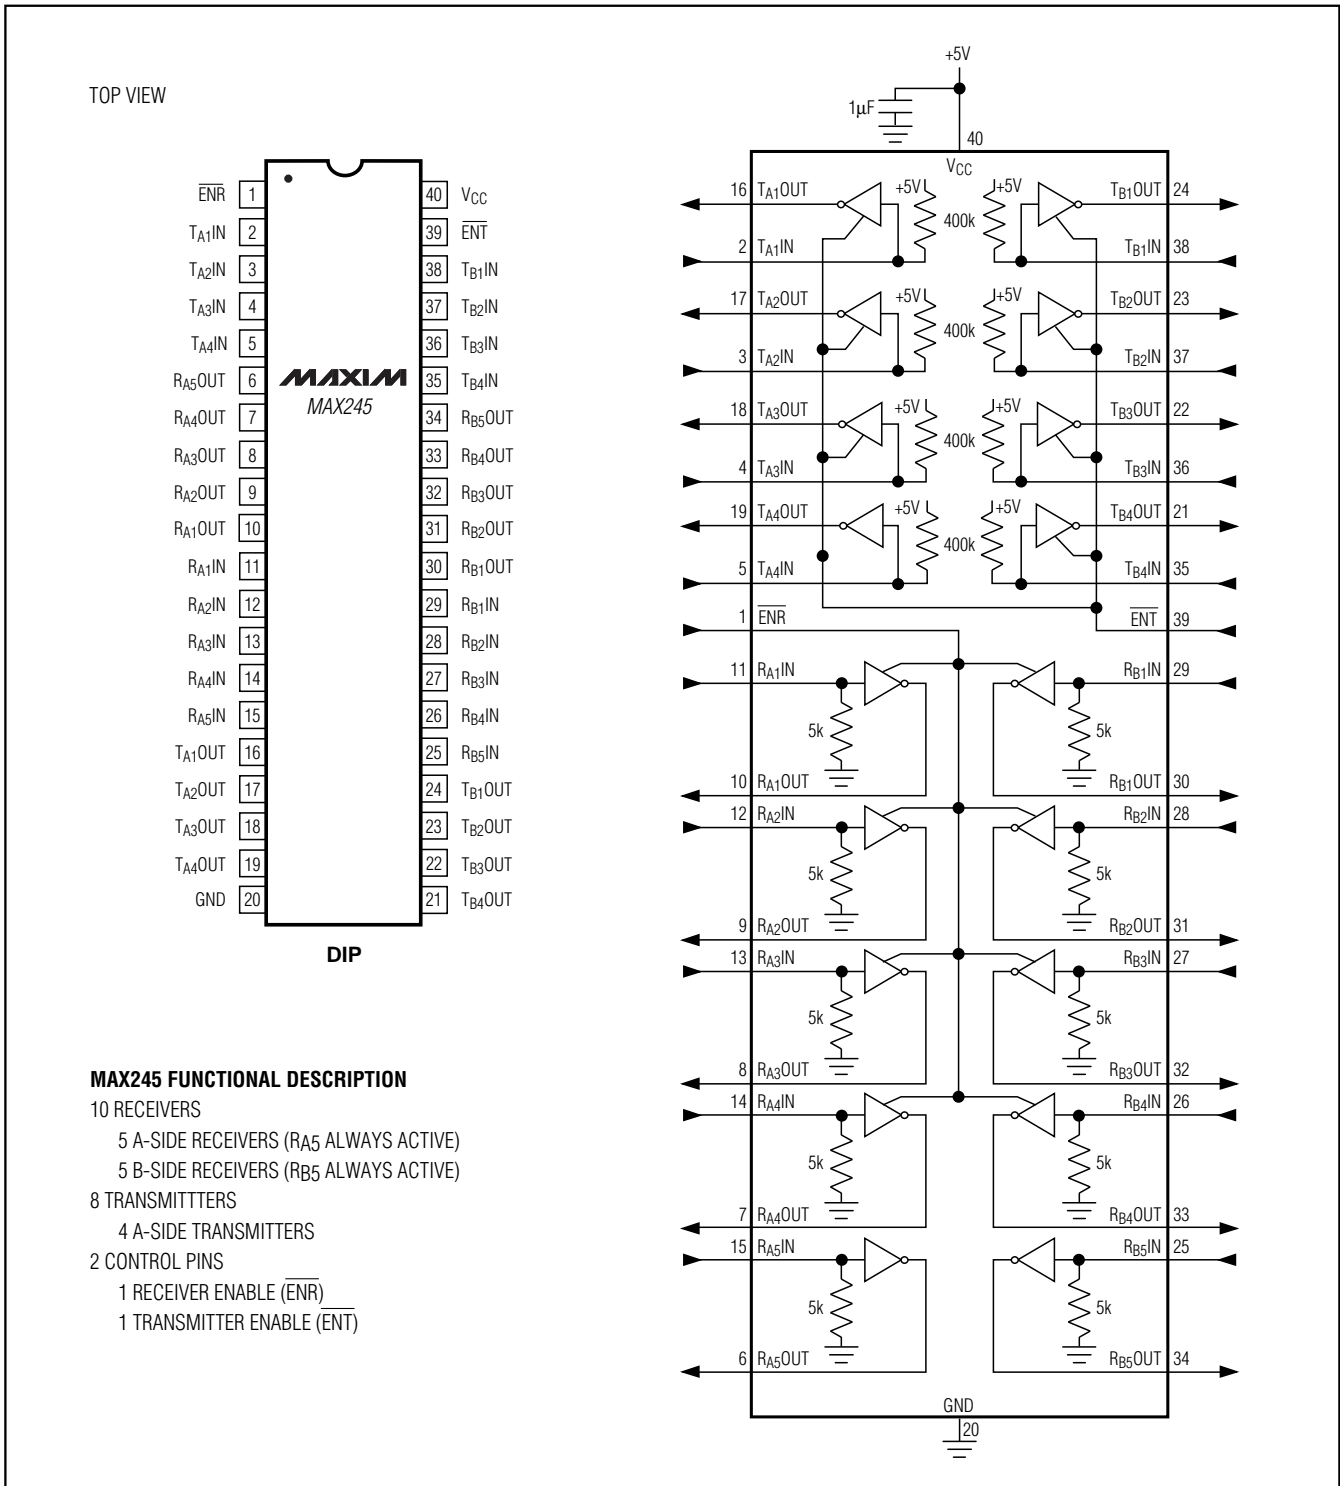 TOP VIEW
ENR 1
TA1IN 2
TA2IN 3
TA3IN 4
TA4IN 5
RA5OUT 6
RA4OUT 7
RA3OUT 8
RA2OUT 9
RA1OUT 10
RA1IN 11
RA2IN 12
RA3IN 13
RA4IN 14
RA5IN 15
TA1OUT 16
TA2OUT 17
TA3OUT 18
TA4OUT 19
GND 20
MAXIM
MAX245
40 VCC
39 ENT
38 TB1IN
37 TB2IN
36 TB3IN
35 TB4IN
34 RB5OUT
33 RB4OUT
32 RB3OUT
31 RB2OUT
30 RB1OUT
29 RB1IN
28 RB2IN
27 RB3IN
26 RB4IN
25 RB5IN
24 TB1OUT
23 TB2OUT
22 TB3OUT
21 TB4OUT
DIP
MAX245 FUNCTIONAL DESCRIPTION
10 RECEIVERS
5 A-SIDE RECEIVERS (RA5 ALWAYS ACTIVE)
5 B-SIDE RECEIVERS (RB5 ALWAYS ACTIVE)
8 TRANSMITTTERS
4 A-SIDE TRANSMITTERS
2 CONTROL PINS
1 RECEIVER ENABLE (ENR)
1 TRANSMITTER ENABLE (ENT)
+5V
1µF
40
VCC
16 TA1OUT +5V +5V TB1OUT 24
400k
2 TA1IN TB1IN 38
17 TA2OUT +5V +5V TB2OUT 23
400k
3 TA2IN TB2IN 37
18 TA3OUT +5V +5V TB3OUT 22
400k
4 TA3IN TB3IN 36
19 TA4OUT +5V +5V TB4OUT 21
400k
5 TA4IN TB4IN 35
1 ENR ENT 39
11 RA1IN RB1IN 29
5k 5k
10 RA1OUT RB1OUT 30
12 RA2IN RB2IN 28
5k 5k
9 RA2OUT RB2OUT 31
13 RA3IN RB3IN 27
5k 5k
8 RA3OUT RB3OUT 32
14 RA4IN RB4IN 26
5k 5k
7 RA4OUT RB4OUT 33
15 RA5IN RB5IN 25
5k 5k
6 RA5OUT RB5OUT 34
GND
20